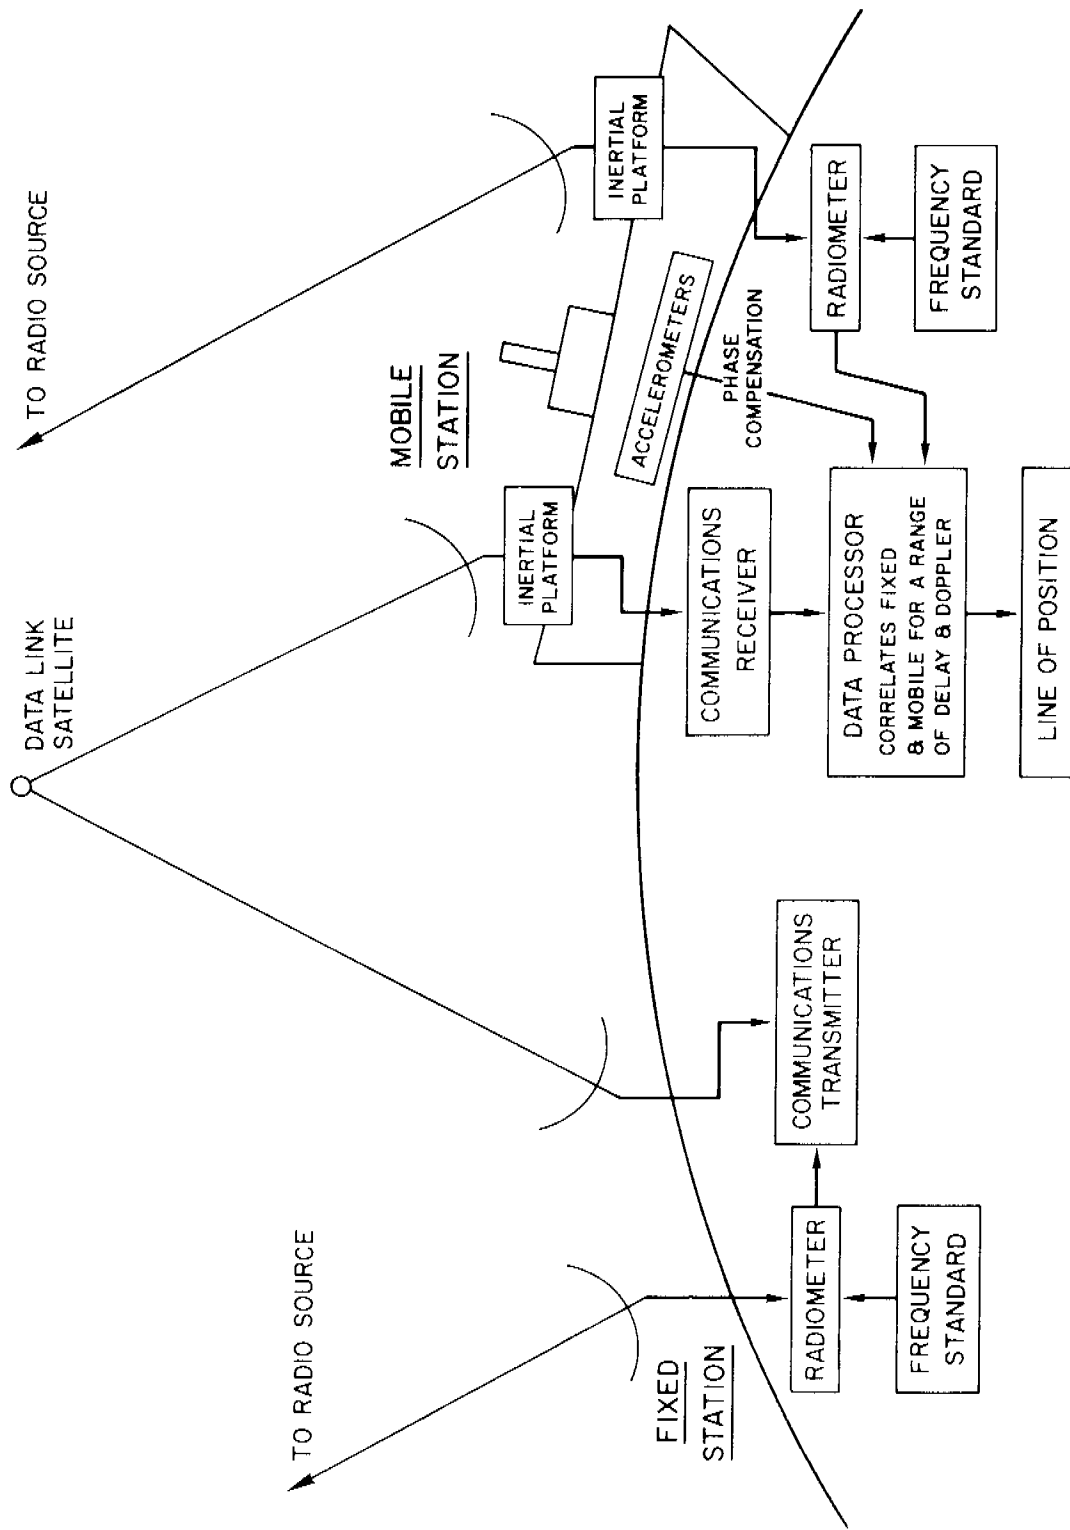 TO RADIO SOURCE
FIXED
STATION
RADIOMETER
FREQUENCY
STANDARD
COMMUNICATIONS
TRANSMITTER
DATA LINK
SATELLITE
TO RADIO SOURCE
MOBILE
STATION
INERTIAL
PLATFORM
INERTIAL
PLATFORM
ACCELEROMETERS
PHASE
COMPENSATION
COMMUNICATIONS
RECEIVER
RADIOMETER
FREQUENCY
STANDARD
DATA PROCESSOR
CORRELATES FIXED
& MOBILE FOR A RANGE
OF DELAY & DOPPLER
LINE OF POSITION